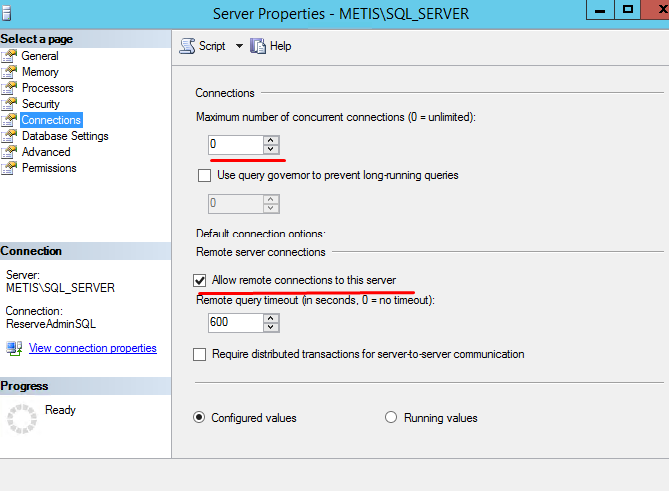 Server Properties - METIS\SQL_SERVER
Select a page
General
Memory
Processors
Security
Connections
Database Settings
Advanced
Permissions
Script
Help
Connections
Maximum number of concurrent connections (0 = unlimited):
0
Use query governor to prevent long-running queries
0
Default connection options:
Remote server connections
Allow remote connections to this server
Remote query timeout (in seconds, 0 = no timeout):
600
Require distributed transactions for server-to-server communication
Configured values
Running values
Connection
Server:
METIS\SQL_SERVER
Connection:
ReserveAdminSQL
View connection properties
Progress
Ready